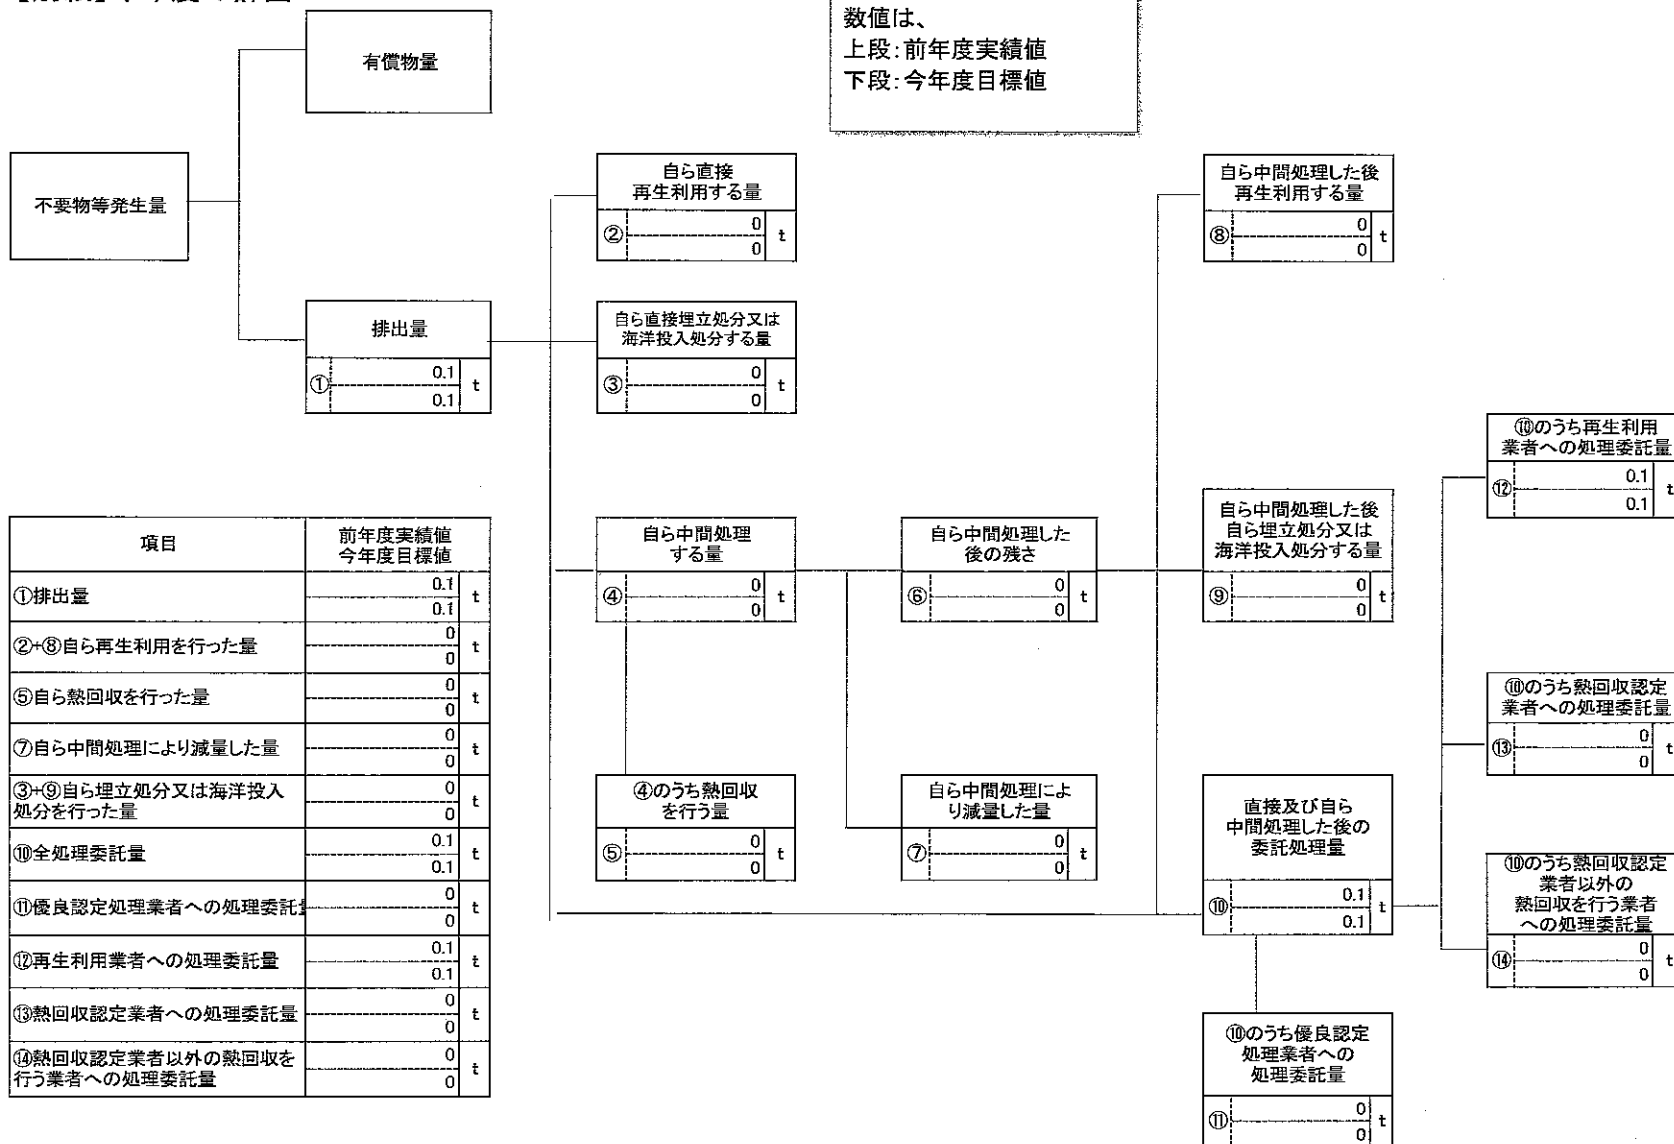 数値は、
上段:前年度実績値
下段:今年度目標値
有償物量
不要物等発生量
排出量
①
0.1
0.1
t
自ら直接
再生利用する量
②
0
0
t
自ら直接埋立処分又は
海洋投入処分する量
③
0
0
t
自ら中間処理
する量
④
0
0
t
④のうち熱回収
を行う量
⑤
0
0
t
自ら中間処理した
後の残さ
⑥
0
0
t
自ら中間処理によ
り減量した量
⑦
0
0
t
自ら中間処理した後
再生利用する量
⑧
0
0
t
自ら中間処理した後
自ら埋立処分又は
海洋投入処分する量
⑨
0
0
t
直接及び自ら
中間処理した後の
委託処理量
⑩
0.1
0.1
t
⑩のうち優良認定
処理業者への
処理委託量
⑪
0
0
t
⑩のうち再生利用
業者への処理委託量
⑫
0.1
0.1
t
⑩のうち熱回収認定
業者への処理委託量
⑬
0
0
t
⑩のうち熱回収認定
業者以外の
熱回収を行う業者
への処理委託量
⑭
0
0
t
項目
前年度実績値
今年度目標値
①排出量
0.1
0.1
t
②+⑧自ら再生利用を行った量
0
0
t
⑤自ら熱回収を行った量
0
0
t
⑦自ら中間処理により減量した量
0
0
t
③+⑨自ら埋立処分又は海洋投入
処分を行った量
0
0
t
⑩全処理委託量
0.1
0.1
t
⑪優良認定処理業者への処理委託
0
0
t
⑫再生利用業者への処理委託量
0.1
0.1
t
⑬熱回収認定業者への処理委託量
0
0
t
⑭熱回収認定業者以外の熱回収を
行う業者への処理委託量
0
0
t